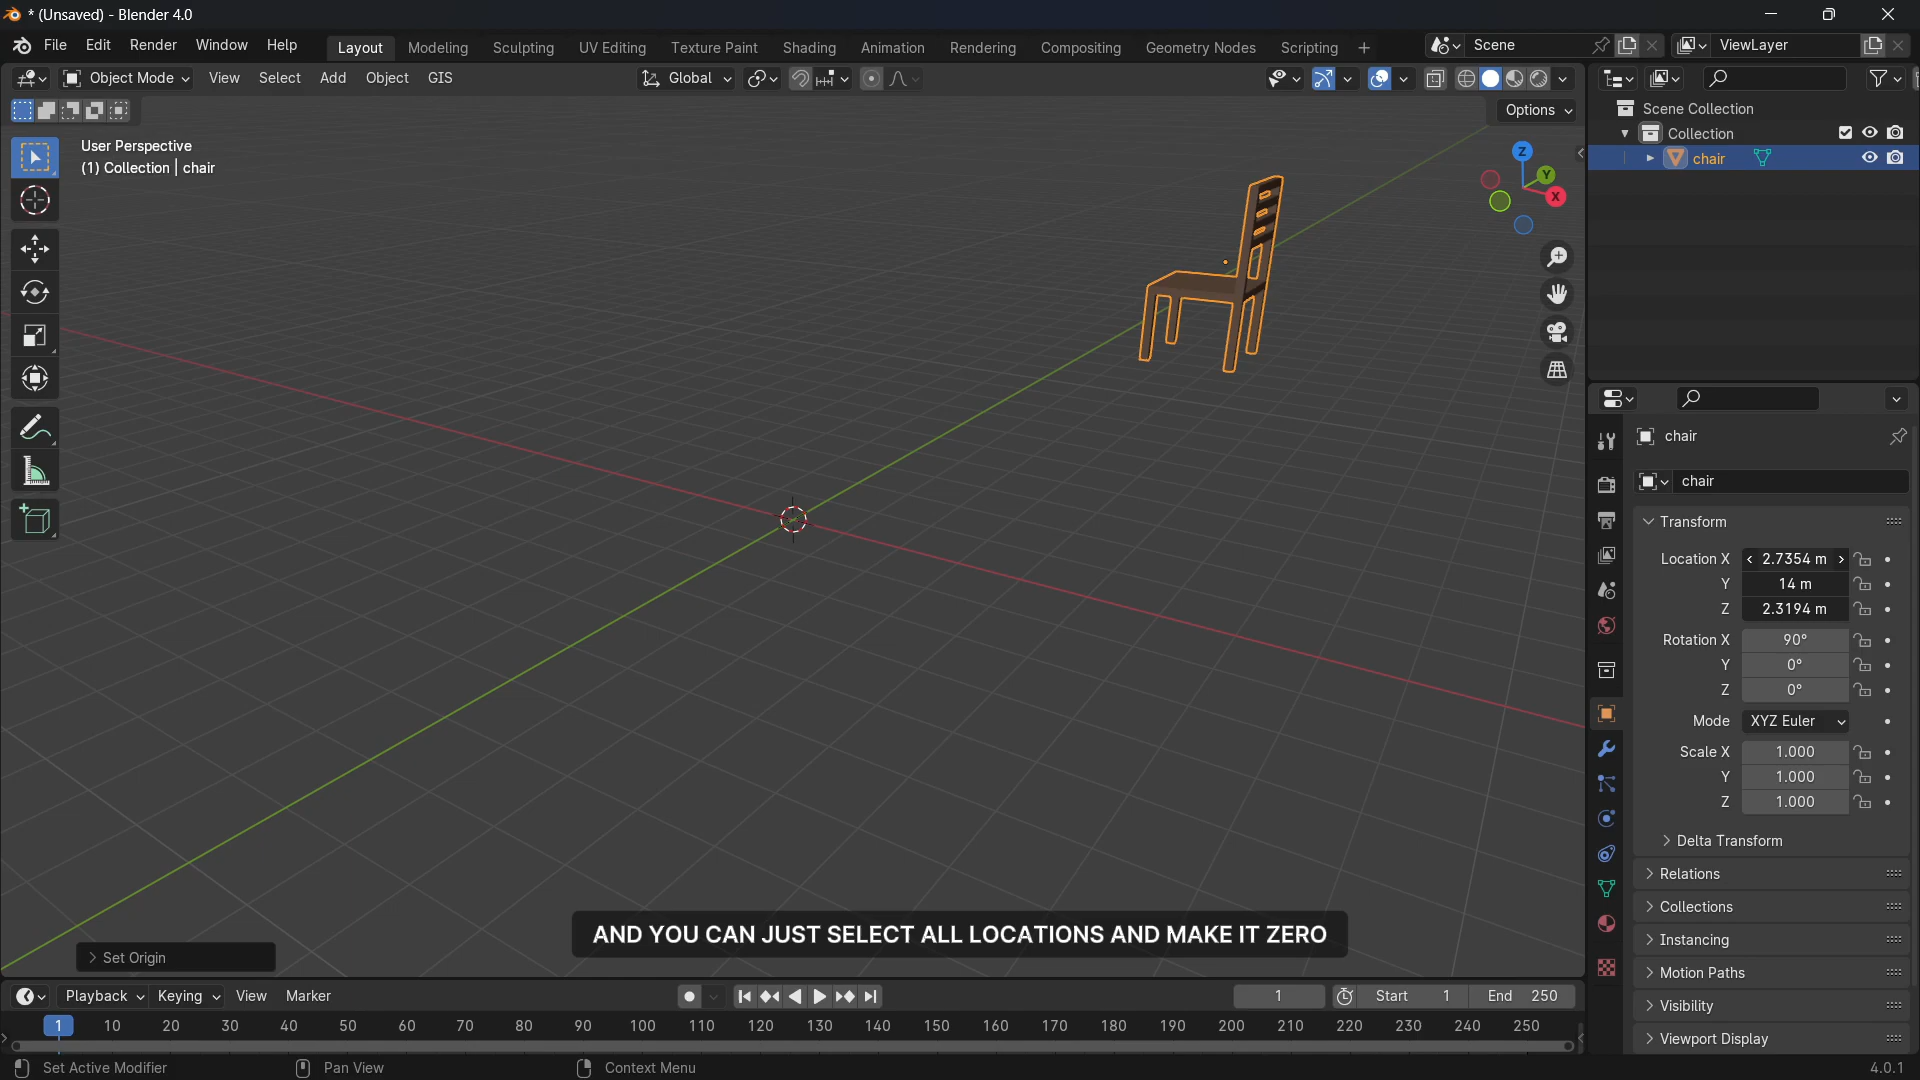 * (Unsaved) - Blender 4.0
File Edit Render Window Help Layout Modeling Sculpting UV Editing Texture Paint Shading Animation Rendering Compositing Geometry Nodes Scripting + Scene ViewLayer
Object Mode View Select Add Object GIS Global
Options
User Perspective
(1) Collection | chair
Z
Y
X
Scene Collection
Collection
chair
chair
chair
Transform
Location X 2.7354 m
Y 14 m
Z 2.3194 m
Rotation X 90°
Y 0°
Z 0°
Mode XYZ Euler
Scale X 1.000
Y 1.000
Z 1.000
Delta Transform
Relations
Collections
Instancing
Motion Paths
Visibility
Viewport Display
AND YOU CAN JUST SELECT ALL LOCATIONS AND MAKE IT ZERO
Set Origin
Playback Keying View Marker 1 Start 1 End 250
1 10 20 30 40 50 60 70 80 90 100 110 120 130 140 150 160 170 180 190 200 210 220 230 240 250
Set Active Modifier Pan View Context Menu 4.0.1